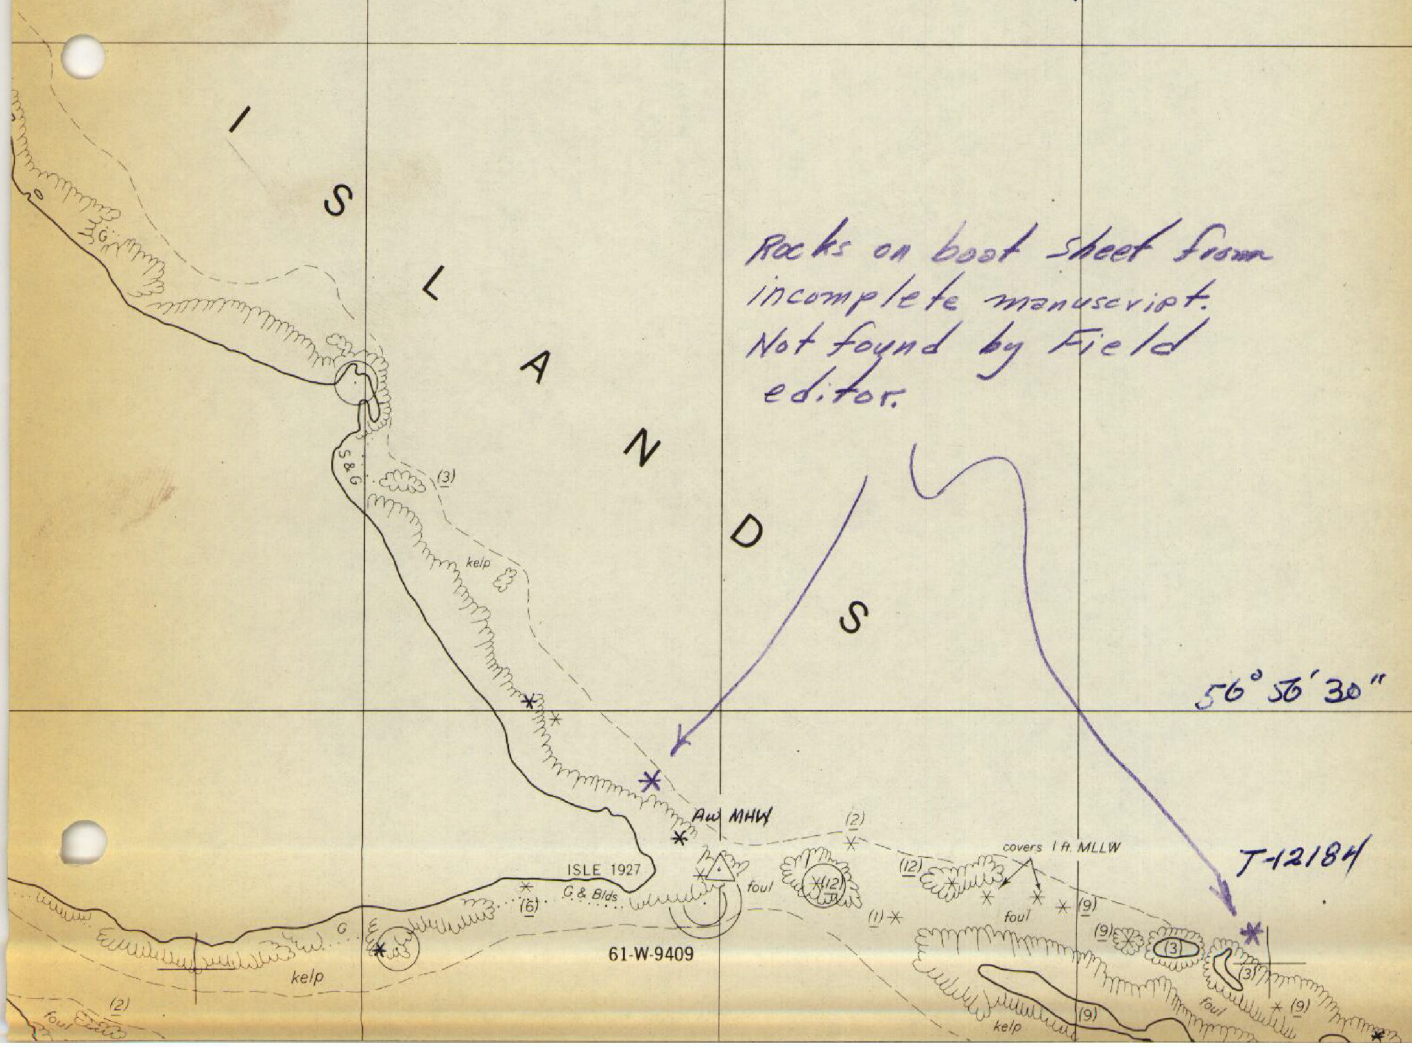 I
S
L
A
N
D
S
Rocks on boat sheet from
incomplete manuscript.
Not found by Field
editor.
G
S & G
(3)
kelp
56° 56' 30"
Aw MHW
(2)
covers 1 ft. MLLW
T-12184
ISLE 1927
foul
(12)
(12)
(6)
G & Blds
(1)
foul
(9)
G
(9)
(3)
61-W-9409
(3)
kelp
(2)
foul
foul
(9)
kelp
(9)